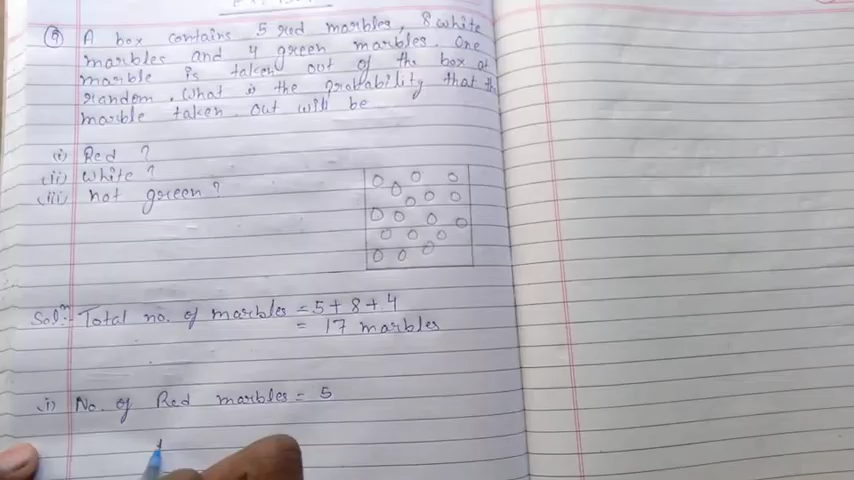 Q A box contains 5 red marbles, 8 white
marbles and 4 green marbles. One
marble is taken out of the box at
random. What is the probability that the
marble taken out will be
(i) Red ?
(ii) White ?
(iii) not green ?
Solⁿ: Total no. of marbles = 5 + 8 + 4
= 17 marbles
(i) No. of Red marbles = 5